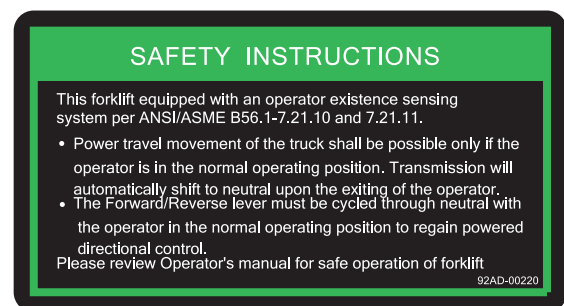 SAFETY INSTRUCTIONS
This forklift equipped with an operator existence sensing
system per ANSI/ASME B56.1-7.21.10 and 7.21.11.
• Power travel movement of the truck shall be possible only if the
operator is in the normal operating position. Transmission will
automatically shift to neutral upon the exiting of the operator.
• The Forward/Reverse lever must be cycled through neutral with
the operator in the normal operating position to regain powered
directional control.
Please review Operator's manual for safe operation of forklift
92AD-00220